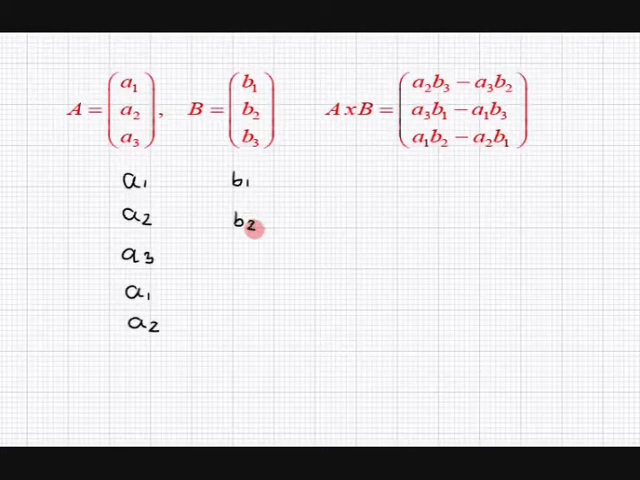 A = ( a₁ a₂ a₃ ), B = ( b₁ b₂ b₃ ) A x B = ( a₂b₃ − a₃b₂ a₃b₁ − a₁b₃ a₁b₂ − a₂b₁ )
a₁ b₁
a₂ b₂
a₃
a₁
a₂